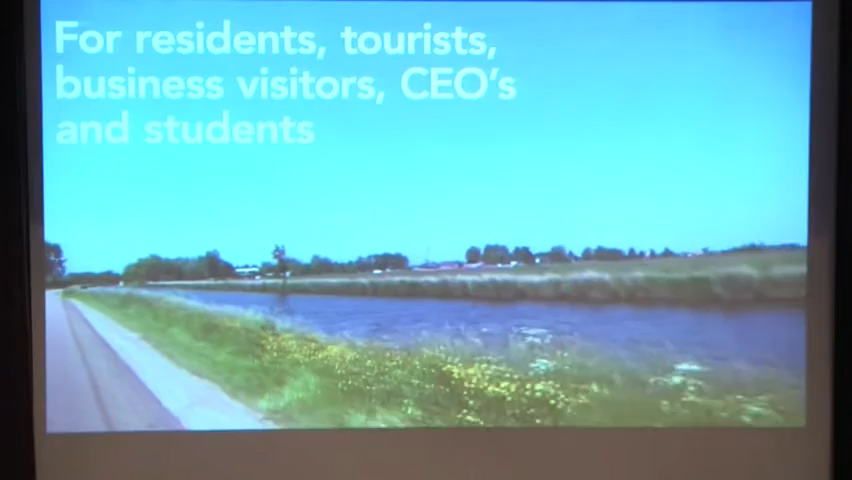 For residents, tourists,
business visitors, CEO's
and students